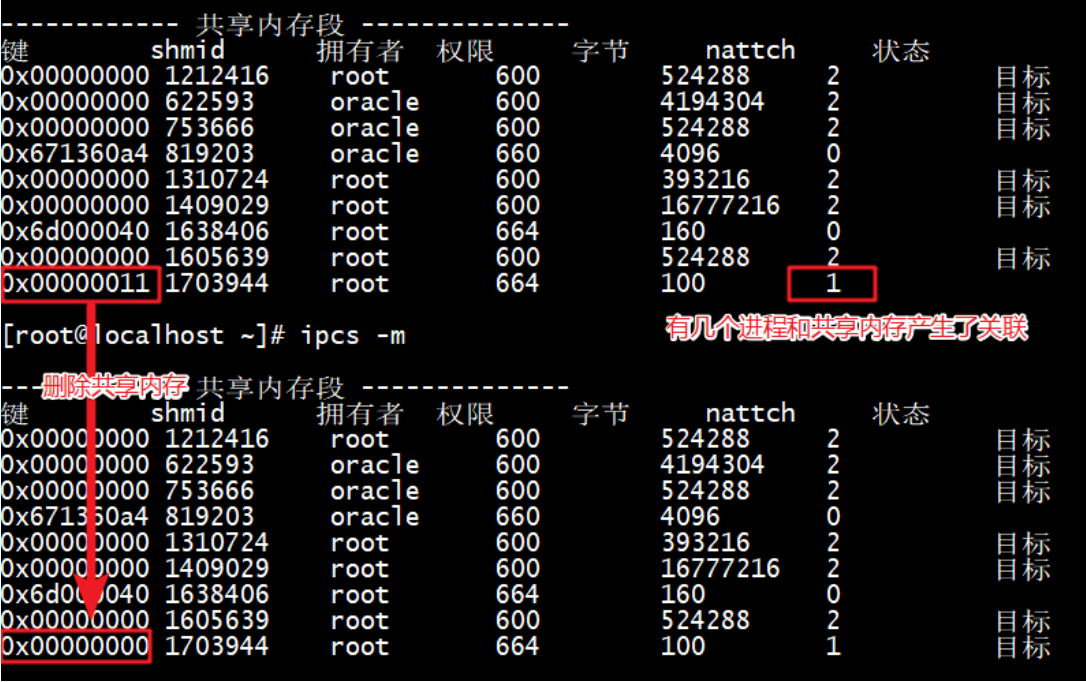 ------------ 共享内存段 --------------
键 shmid 拥有者 权限 字节 nattch 状态
0x00000000 1212416 root 600 524288 2 目标
0x00000000 622593 oracle 600 4194304 2 目标
0x00000000 753666 oracle 600 524288 2 目标
0x671360a4 819203 oracle 660 4096 0
0x00000000 1310724 root 600 393216 2 目标
0x00000000 1409029 root 600 16777216 2 目标
0x6d000040 1638406 root 664 160 0
0x00000000 1605639 root 600 524288 2 目标
0x00000011 1703944 root 664 100 1
有几个进程和共享内存产生了关联
[root@localhost ~]# ipcs -m
删除共享内存
--- 共享内存段 --------------
键 shmid 拥有者 权限 字节 nattch 状态
0x00000000 1212416 root 600 524288 2 目标
0x00000000 622593 oracle 600 4194304 2 目标
0x00000000 753666 oracle 600 524288 2 目标
0x671360a4 819203 oracle 660 4096 0
0x00000000 1310724 root 600 393216 2 目标
0x00000000 1409029 root 600 16777216 2 目标
0x6d000040 1638406 root 664 160 0
0x00000000 1605639 root 600 524288 2 目标
0x00000000 1703944 root 664 100 1 目标